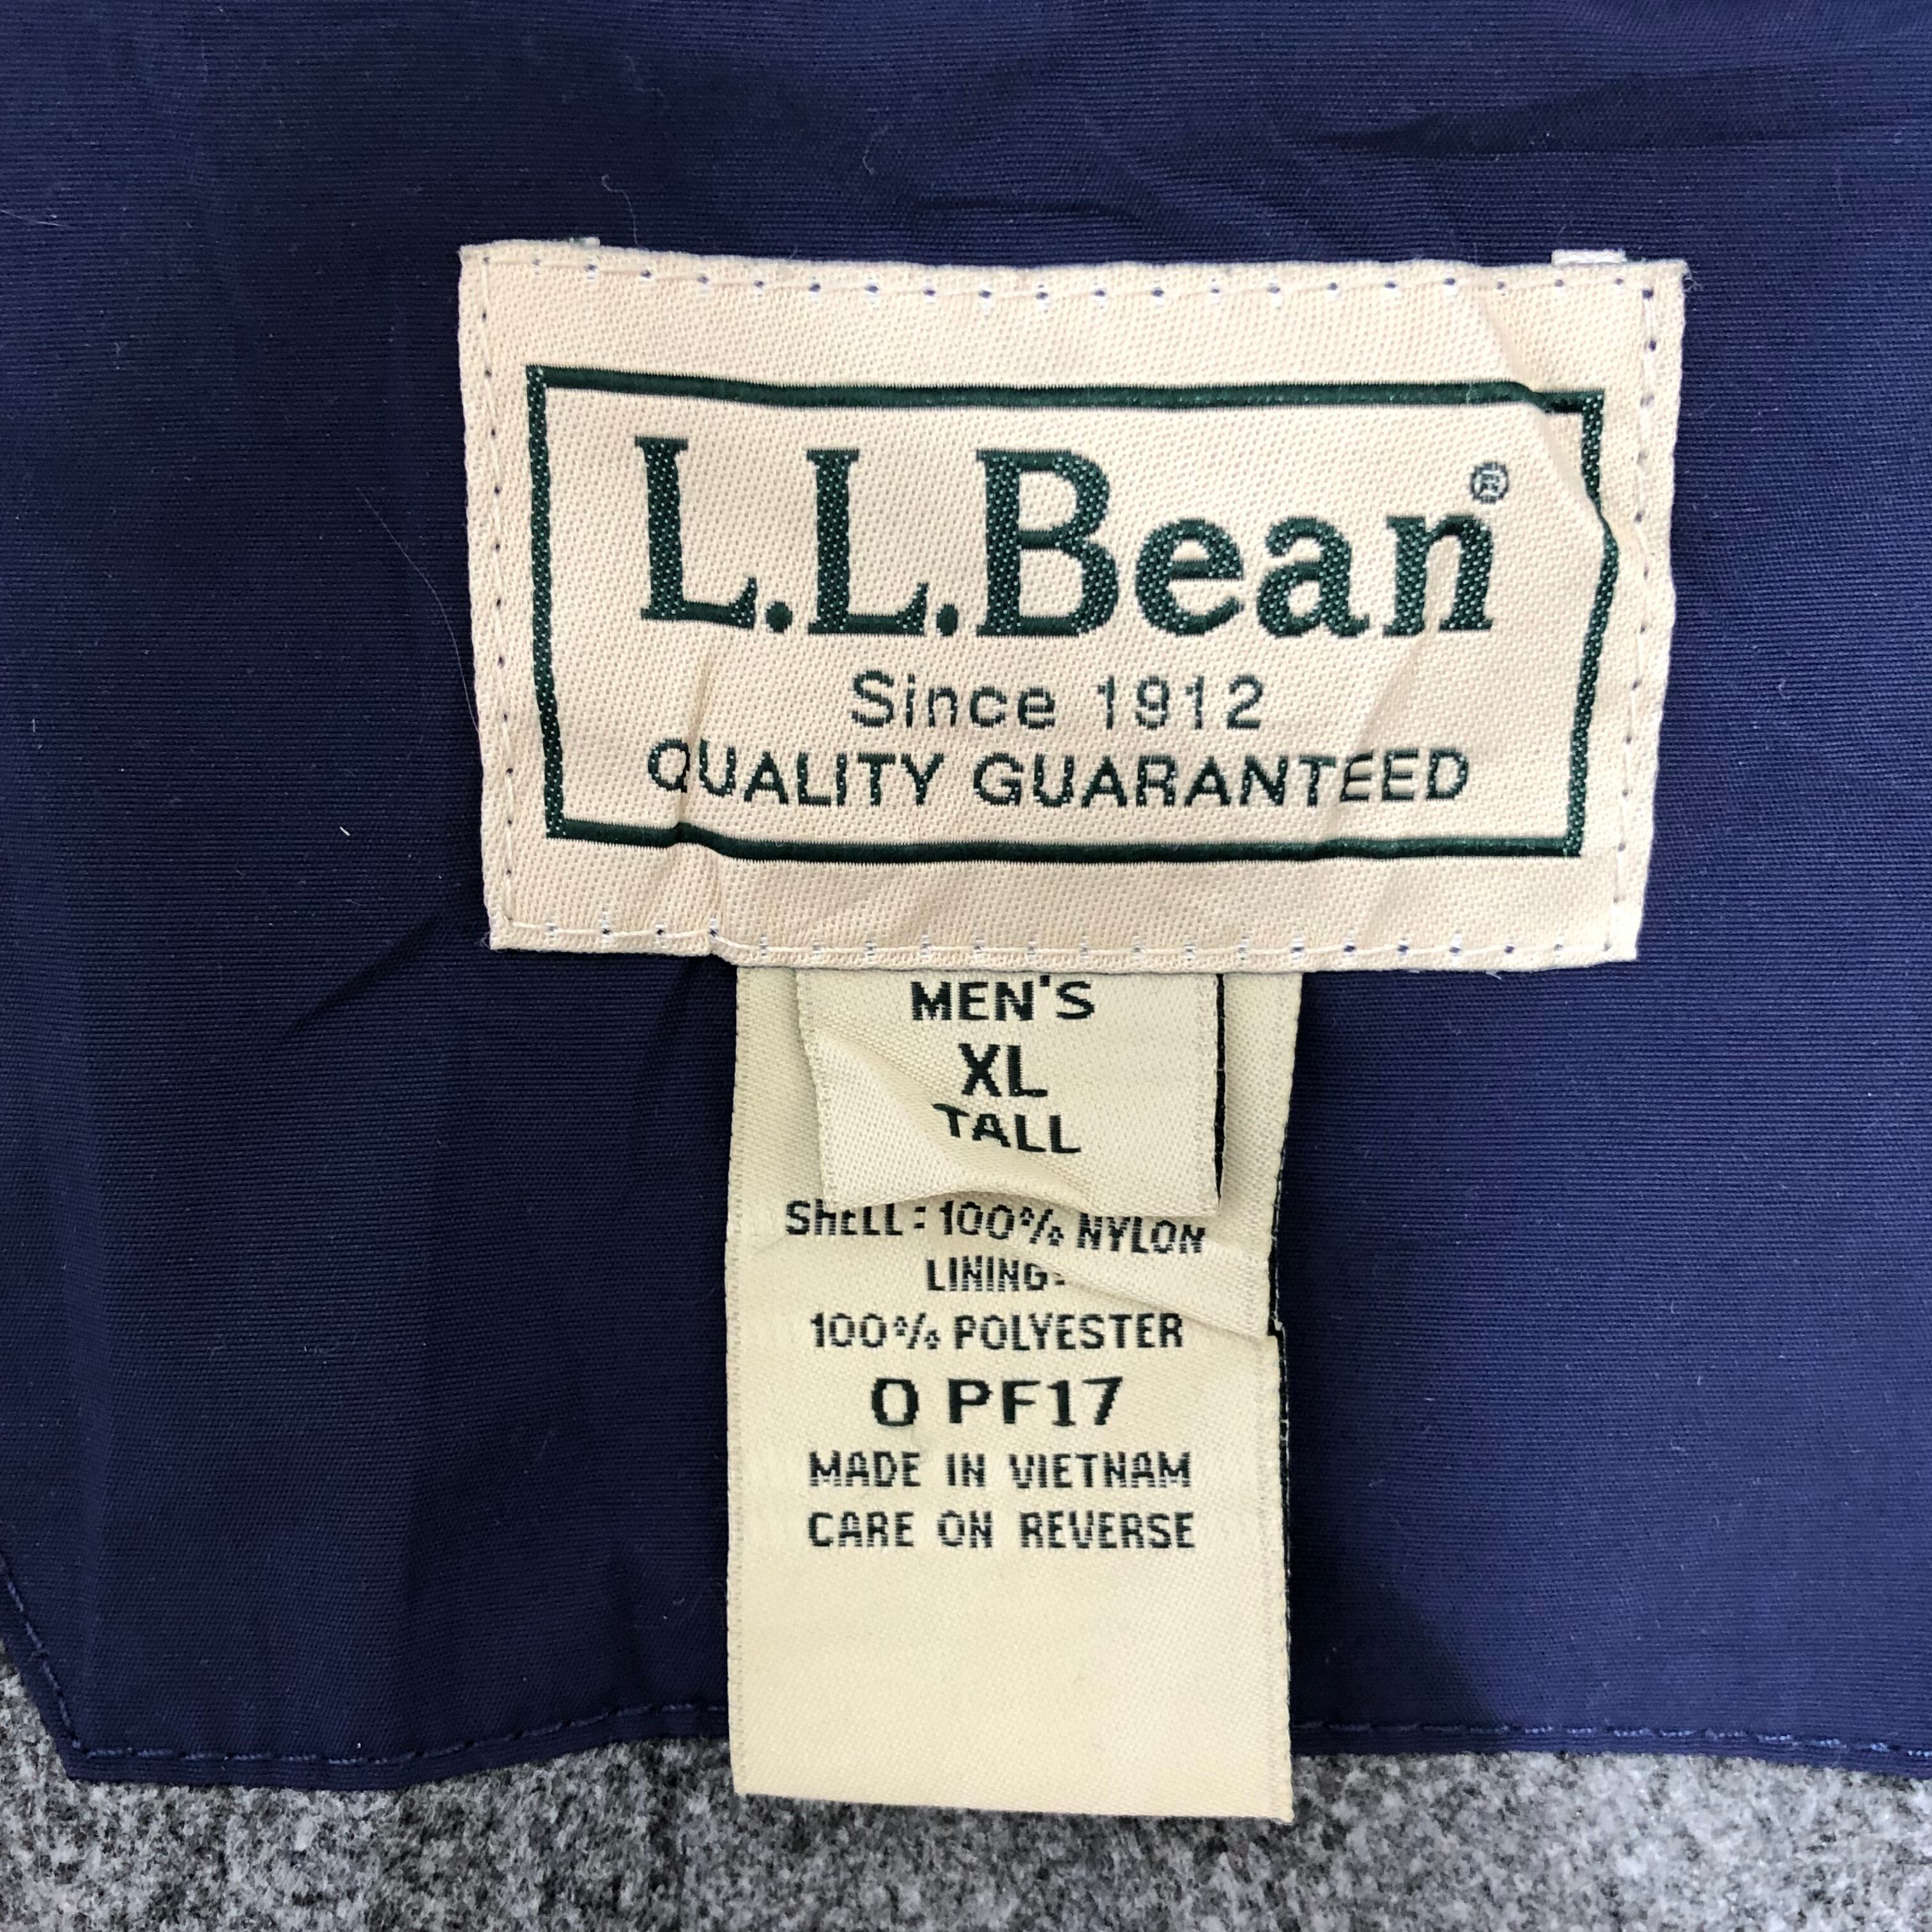 L.L.Bean®
Since 1912
QUALITY GUARANTEED
MEN'S
XL
TALL
SHELL: 100% NYLON
LINING:
100% POLYESTER
0 PF17
MADE IN VIETNAM
CARE ON REVERSE